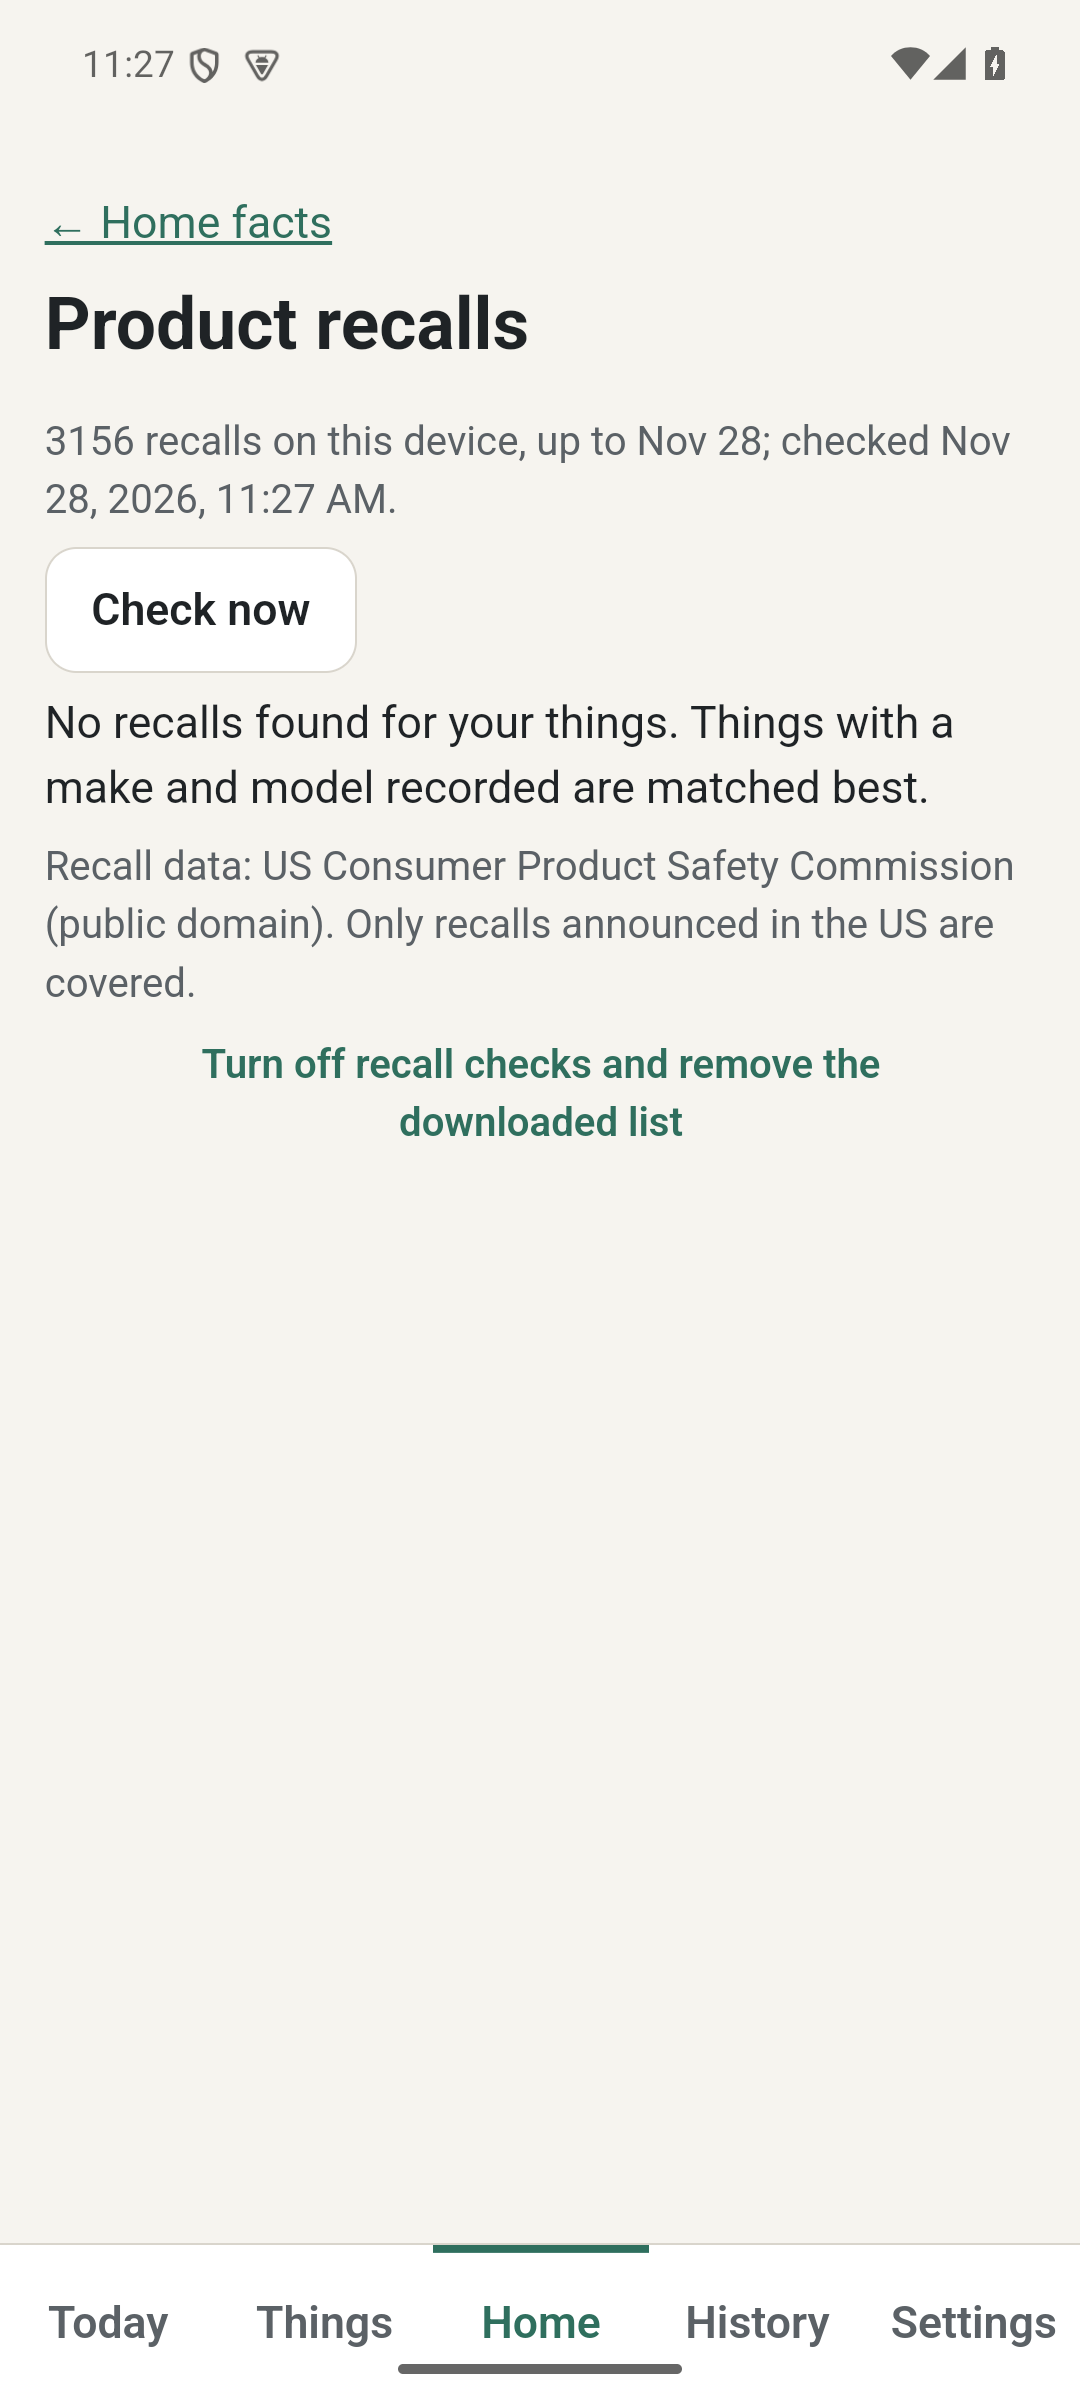 11:27
← Home facts
Product recalls
3156 recalls on this device, up to Nov 28; checked Nov
28, 2026, 11:27 AM.
Check now
No recalls found for your things. Things with a
make and model recorded are matched best.
Recall data: US Consumer Product Safety Commission
(public domain). Only recalls announced in the US are
covered.
Turn off recall checks and remove the
downloaded list
Today Things Home History Settings